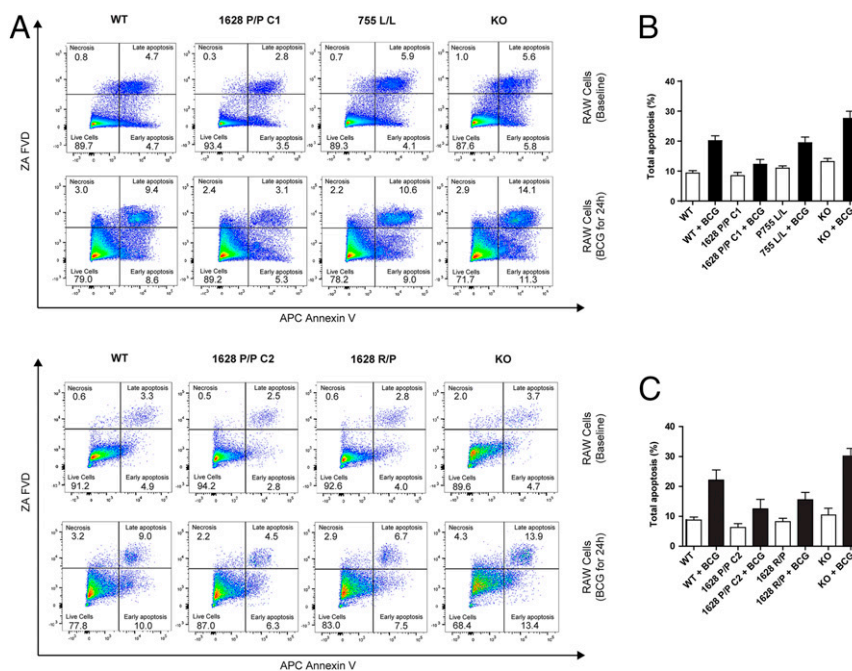 A
WT
1628 P/P C1
755 L/L
KO
Necrosis Late apoptosis
0.8 4.7
Live Cells Early apoptosis
89.7 4.7
Necrosis Late apoptosis
0.3 2.8
Live Cells Early apoptosis
93.4 3.5
Necrosis Late apoptosis
0.7 5.9
Live Cells Early apoptosis
89.3 4.1
Necrosis Late apoptosis
1.0 5.6
Live Cells Early apoptosis
87.6 5.8
RAW Cells
(Baseline)
Necrosis Late apoptosis
3.0 9.4
Live Cells Early apoptosis
79.0 8.6
Necrosis Late apoptosis
2.4 3.1
Live Cells Early apoptosis
89.2 5.3
Necrosis Late apoptosis
2.2 10.6
Live Cells Early apoptosis
78.2 9.0
Necrosis Late apoptosis
2.9 14.1
Live Cells Early apoptosis
71.7 11.3
RAW Cells
(BCG for 24h)
ZA FVD
APC Annexin V
WT
1628 P/P C2
1628 R/P
KO
Necrosis Late apoptosis
0.6 3.3
Live Cells Early apoptosis
91.2 4.9
Necrosis Late apoptosis
0.5 2.5
Live Cells Early apoptosis
94.2 2.8
Necrosis Late apoptosis
0.6 2.8
Live Cells Early apoptosis
92.6 4.0
Necrosis Late apoptosis
2.0 3.7
Live Cells Early apoptosis
89.6 4.7
RAW Cells
(Baseline)
Necrosis Late apoptosis
3.2 9.0
Live Cells Early apoptosis
77.8 10.0
Necrosis Late apoptosis
2.2 4.5
Live Cells Early apoptosis
87.0 6.3
Necrosis Late apoptosis
2.9 6.7
Live Cells Early apoptosis
83.0 7.5
Necrosis Late apoptosis
4.3 13.9
Live Cells Early apoptosis
68.4 13.4
RAW Cells
(BCG for 24h)
ZA FVD
APC Annexin V
B
Total apoptosis (%)
40
30
20
10
0
WT
WT + BCG
1628 P/P C1
1628 P/P C1 + BCG
P755 L/L
755 L/L + BCG
KO
KO + BCG
C
Total apoptosis (%)
40
30
20
10
0
WT
WT + BCG
1628 P/P C2
1628 P/P C2 + BCG
1628 R/P
1628 R/P + BCG
KO
KO + BCG